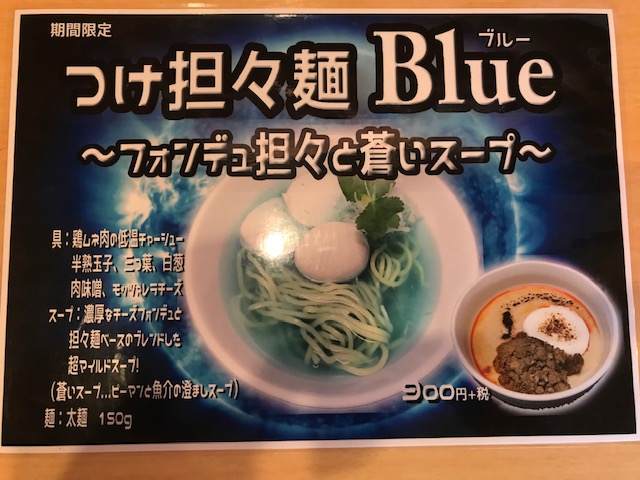 期間限定
つけ担々麺 Blue
ブルー
～フォンデュ担々と蒼いスープ～
具：鶏ムネ肉の低温チャーシュー
半熟玉子、三つ葉、白葱
肉味噌、モッツァレラチーズ
スープ：濃厚なチーズフォンデュと
担々麺ベースのブレンドした
超マイルドスープ!
(蒼いスープ...ピーマンと魚介の澄ましスープ)
麺：太麺 150g
900円+税